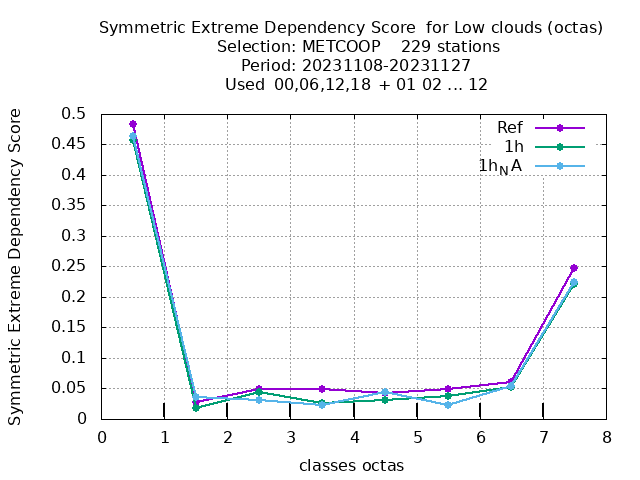 Symmetric Extreme Dependency Score  for Low clouds (octas)
Selection: METCOOP    229 stations
Period: 20231108-20231127
Used  00,06,12,18 + 01 02 ... 12
Symmetric Extreme Dependency Score
0.5
0.45
0.4
0.35
0.3
0.25
0.2
0.15
0.1
0.05
0
Ref
1h
1h_NA
0 1 2 3 4 5 6 7 8
classes octas